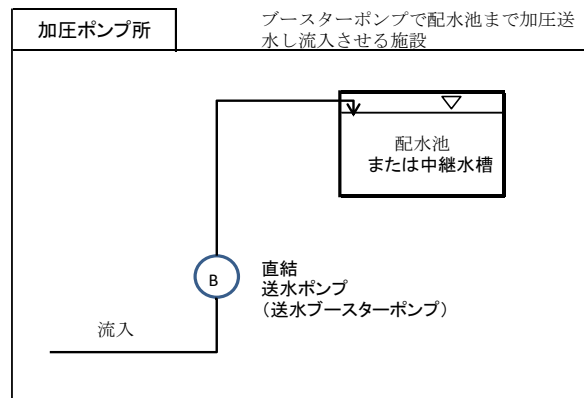 加圧ポンプ所
ブースターポンプで配水池まで加圧送
水し流入させる施設
配水池
または中継水槽
B
直結
送水ポンプ
（送水ブースターポンプ）
流入